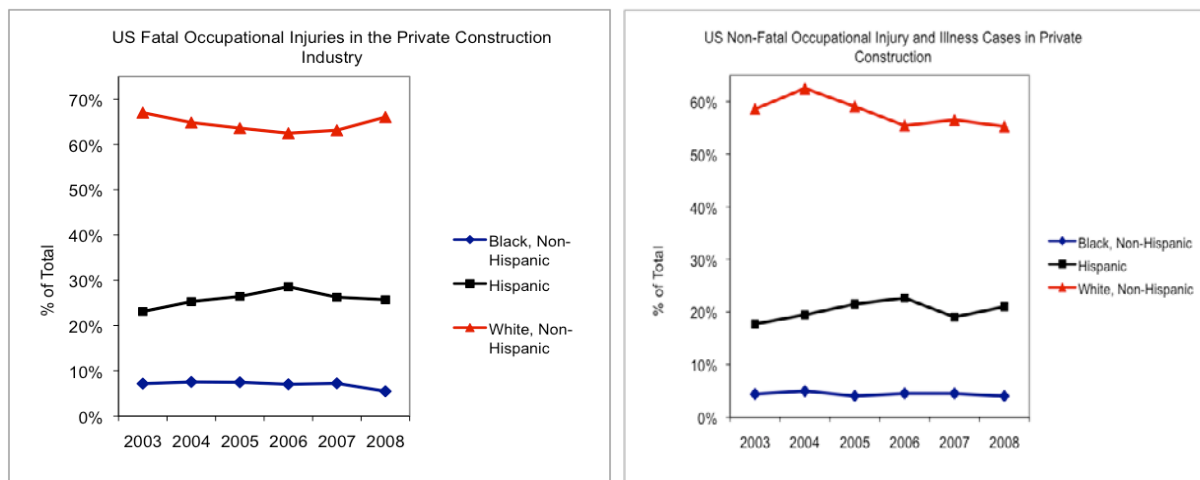 US Fatal Occupational Injuries in the Private Construction
Industry
70%
60%
50%
40%
30%
20%
10%
0%
% of Total
2003 2004 2005 2006 2007 2008
Black, Non-
Hispanic
Hispanic
White, Non-
Hispanic
US Non-Fatal Occupational Injury and Illness Cases in Private
Construction
60%
50%
40%
30%
20%
10%
0%
% of Total
2003 2004 2005 2006 2007 2008
Black, Non-Hispanic
Hispanic
White, Non-Hispanic